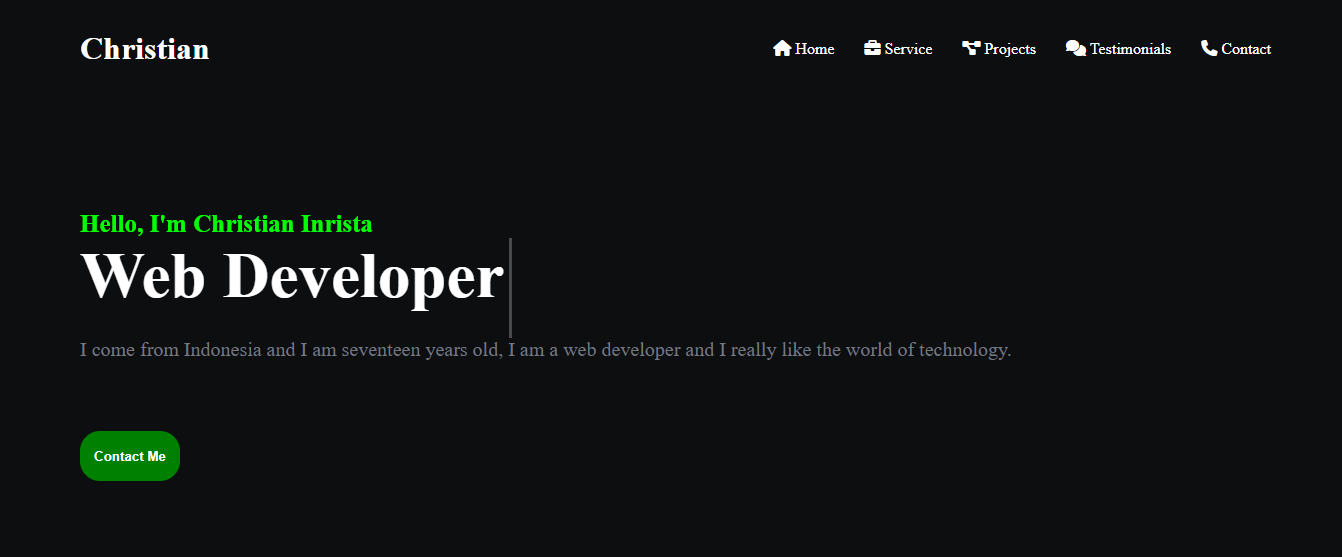 Christian
Home Service Projects Testimonials Contact
Hello, I'm Christian Inrista
Web Developer
I come from Indonesia and I am seventeen years old, I am a web developer and I really like the world of technology.
Contact Me